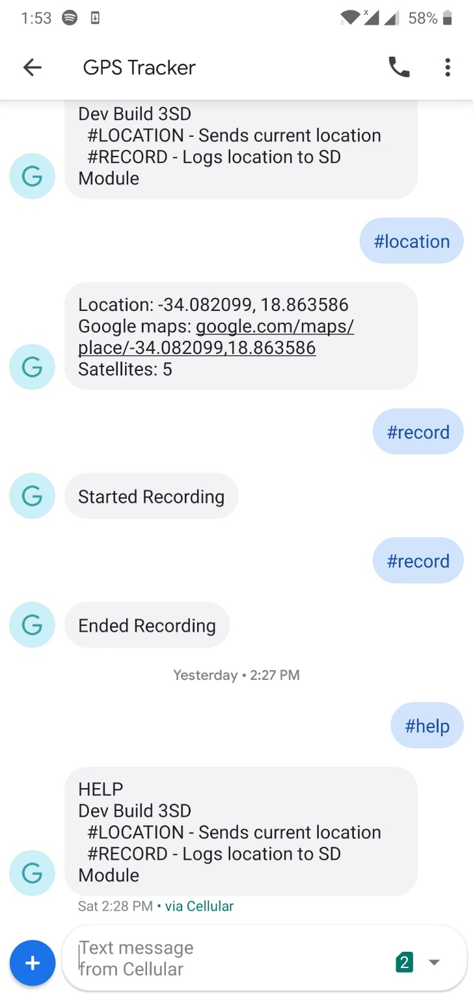 1:53 58%
GPS Tracker
Dev Build 3SD
#LOCATION - Sends current location
#RECORD - Logs location to SD
Module
G
#location
Location: -34.082099, 18.863586
Google maps: google.com/maps/
place/-34.082099,18.863586
Satellites: 5
G
#record
G
Started Recording
#record
G
Ended Recording
Yesterday • 2:27 PM
#help
HELP
Dev Build 3SD
#LOCATION - Sends current location
#RECORD - Logs location to SD
Module
G
Sat 2:28 PM • via Cellular
Text message
from Cellular
2